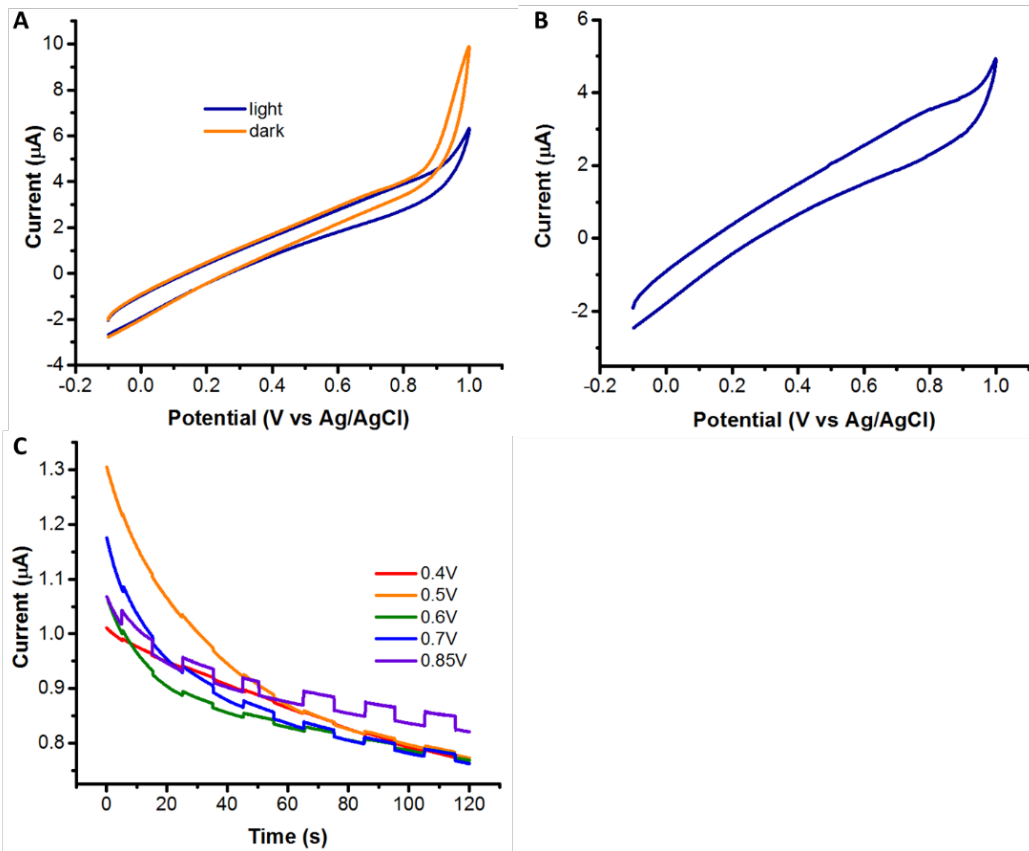 A
10
8
6
4
2
0
-2
-4
Current (µA)
light
dark
-0.2 0.0 0.2 0.4 0.6 0.8 1.0
Potential (V vs Ag/AgCl)
B
6
4
2
0
-2
Current (µA)
-0.2 0.0 0.2 0.4 0.6 0.8 1.0
Potential (V vs Ag/AgCl)
C
1.3
1.2
1.1
1.0
0.9
0.8
Current (µA)
0.4V
0.5V
0.6V
0.7V
0.85V
0 20 40 60 80 100 120
Time (s)